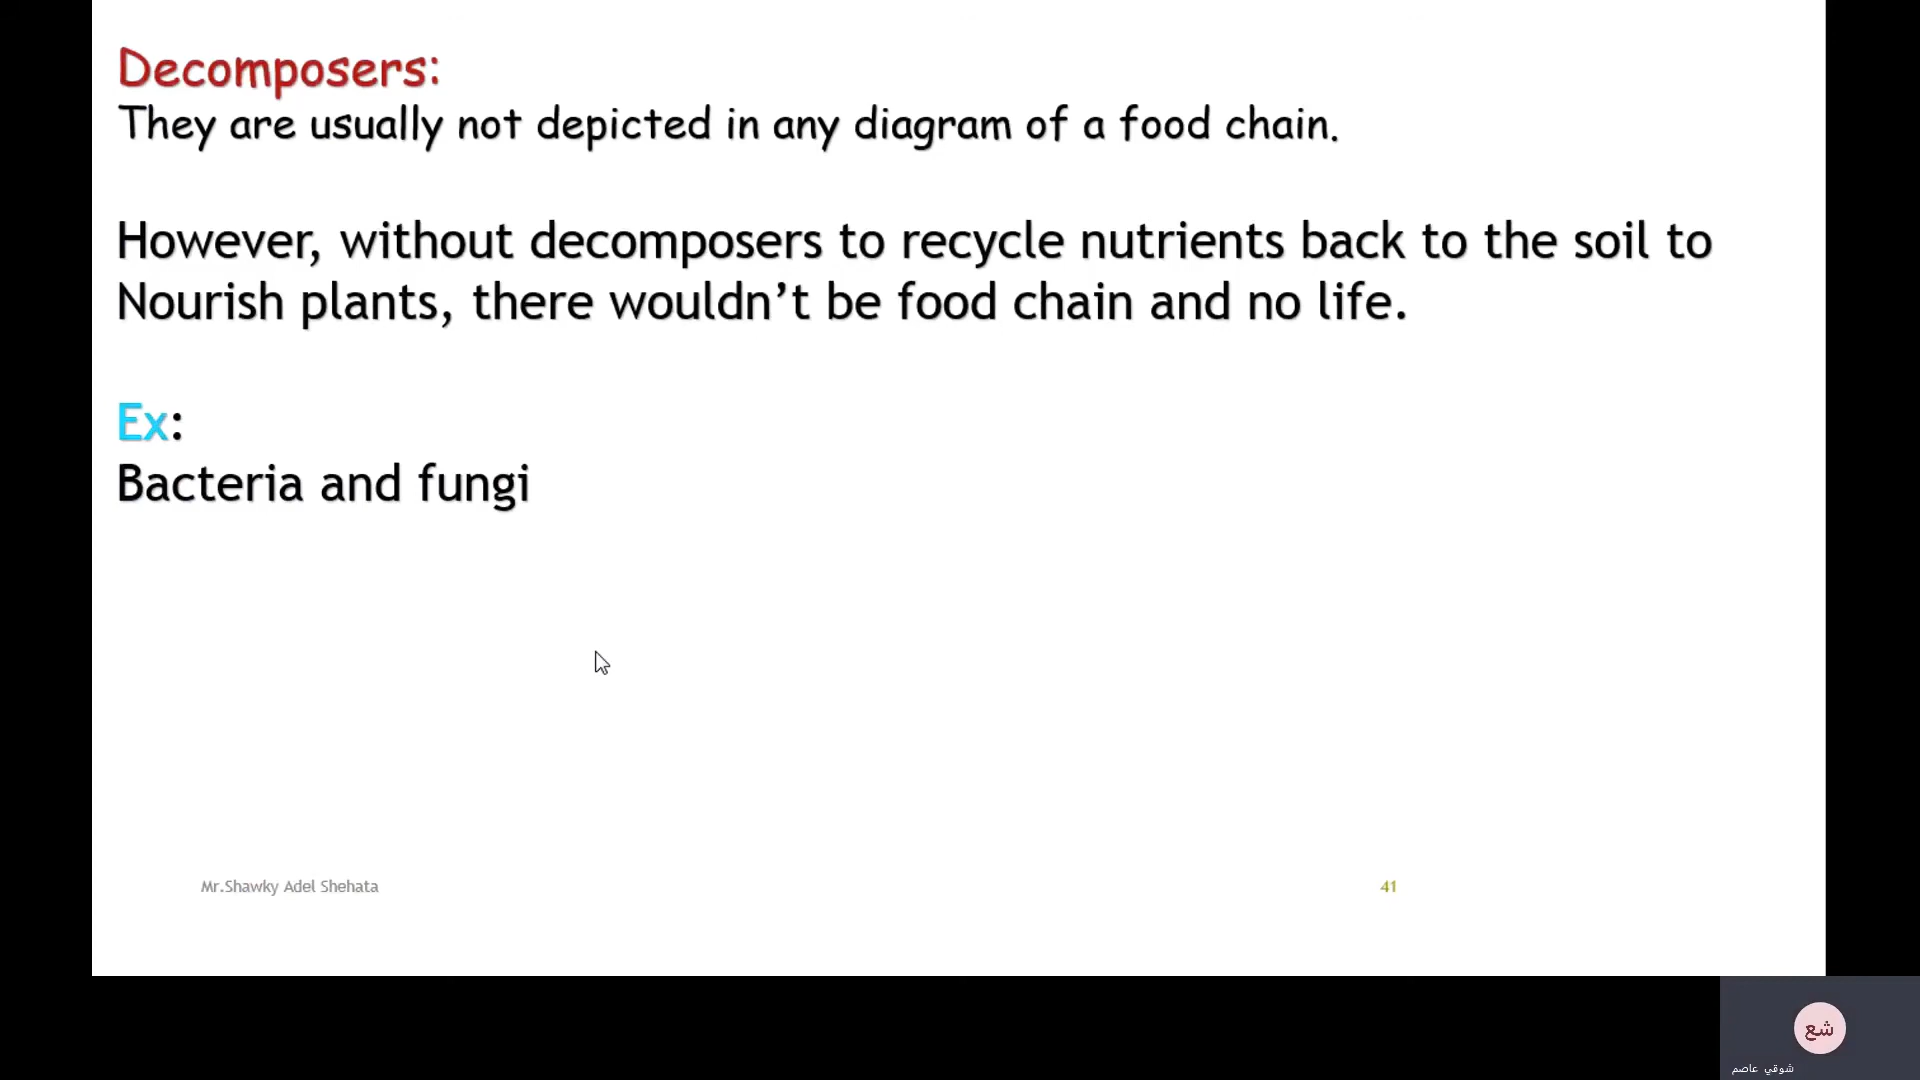 Decomposers:
They are usually not depicted in any diagram of a food chain.
However, without decomposers to recycle nutrients back to the soil to
Nourish plants, there wouldn’t be food chain and no life.
Ex:
Bacteria and fungi
Mr.Shawky Adel Shehata
41
شع
شوقي عاصم